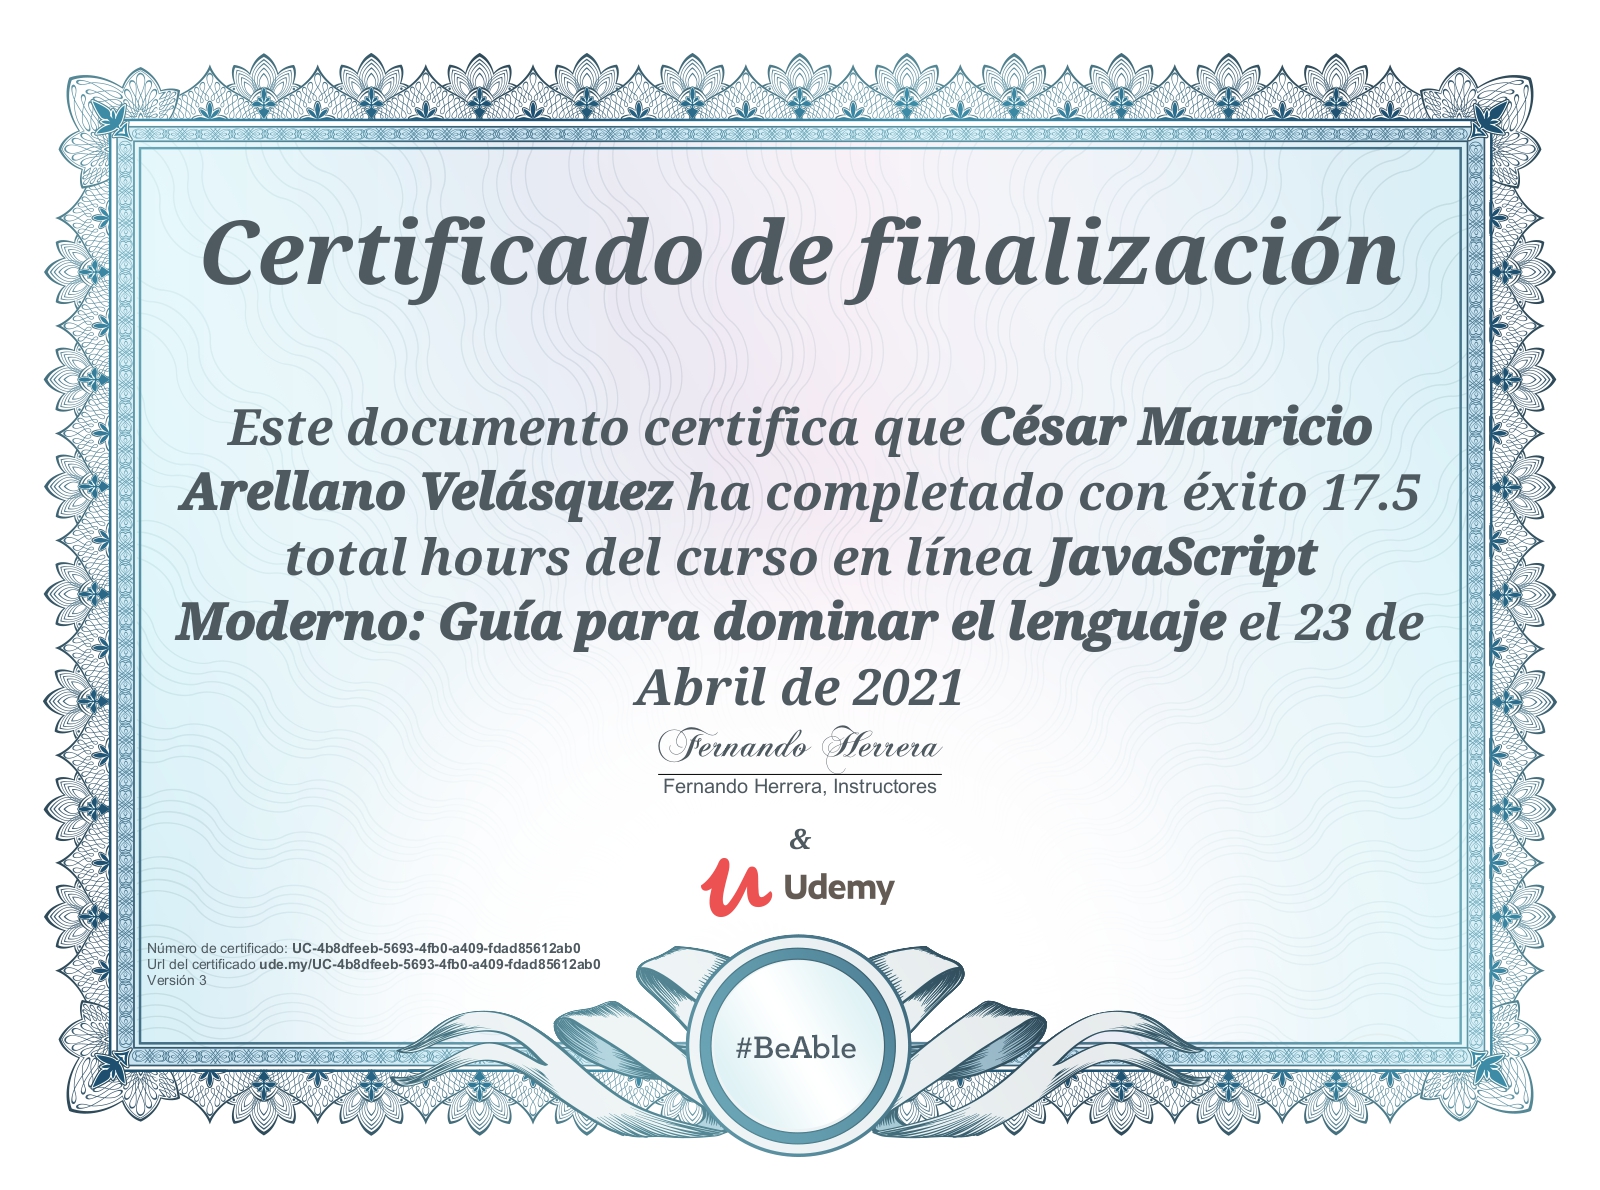 Certificado de finalización
Este documento certifica que César Mauricio
Arellano Velásquez ha completado con éxito 17.5
total hours del curso en línea JavaScript
Moderno: Guía para dominar el lenguaje el 23 de
Abril de 2021
Fernando Herrera
Fernando Herrera, Instructores
&
Udemy
Número de certificado: UC-4b8dfeeb-5693-4fb0-a409-fdad85612ab0
Url del certificado ude.my/UC-4b8dfeeb-5693-4fb0-a409-fdad85612ab0
Versión 3
#BeAble